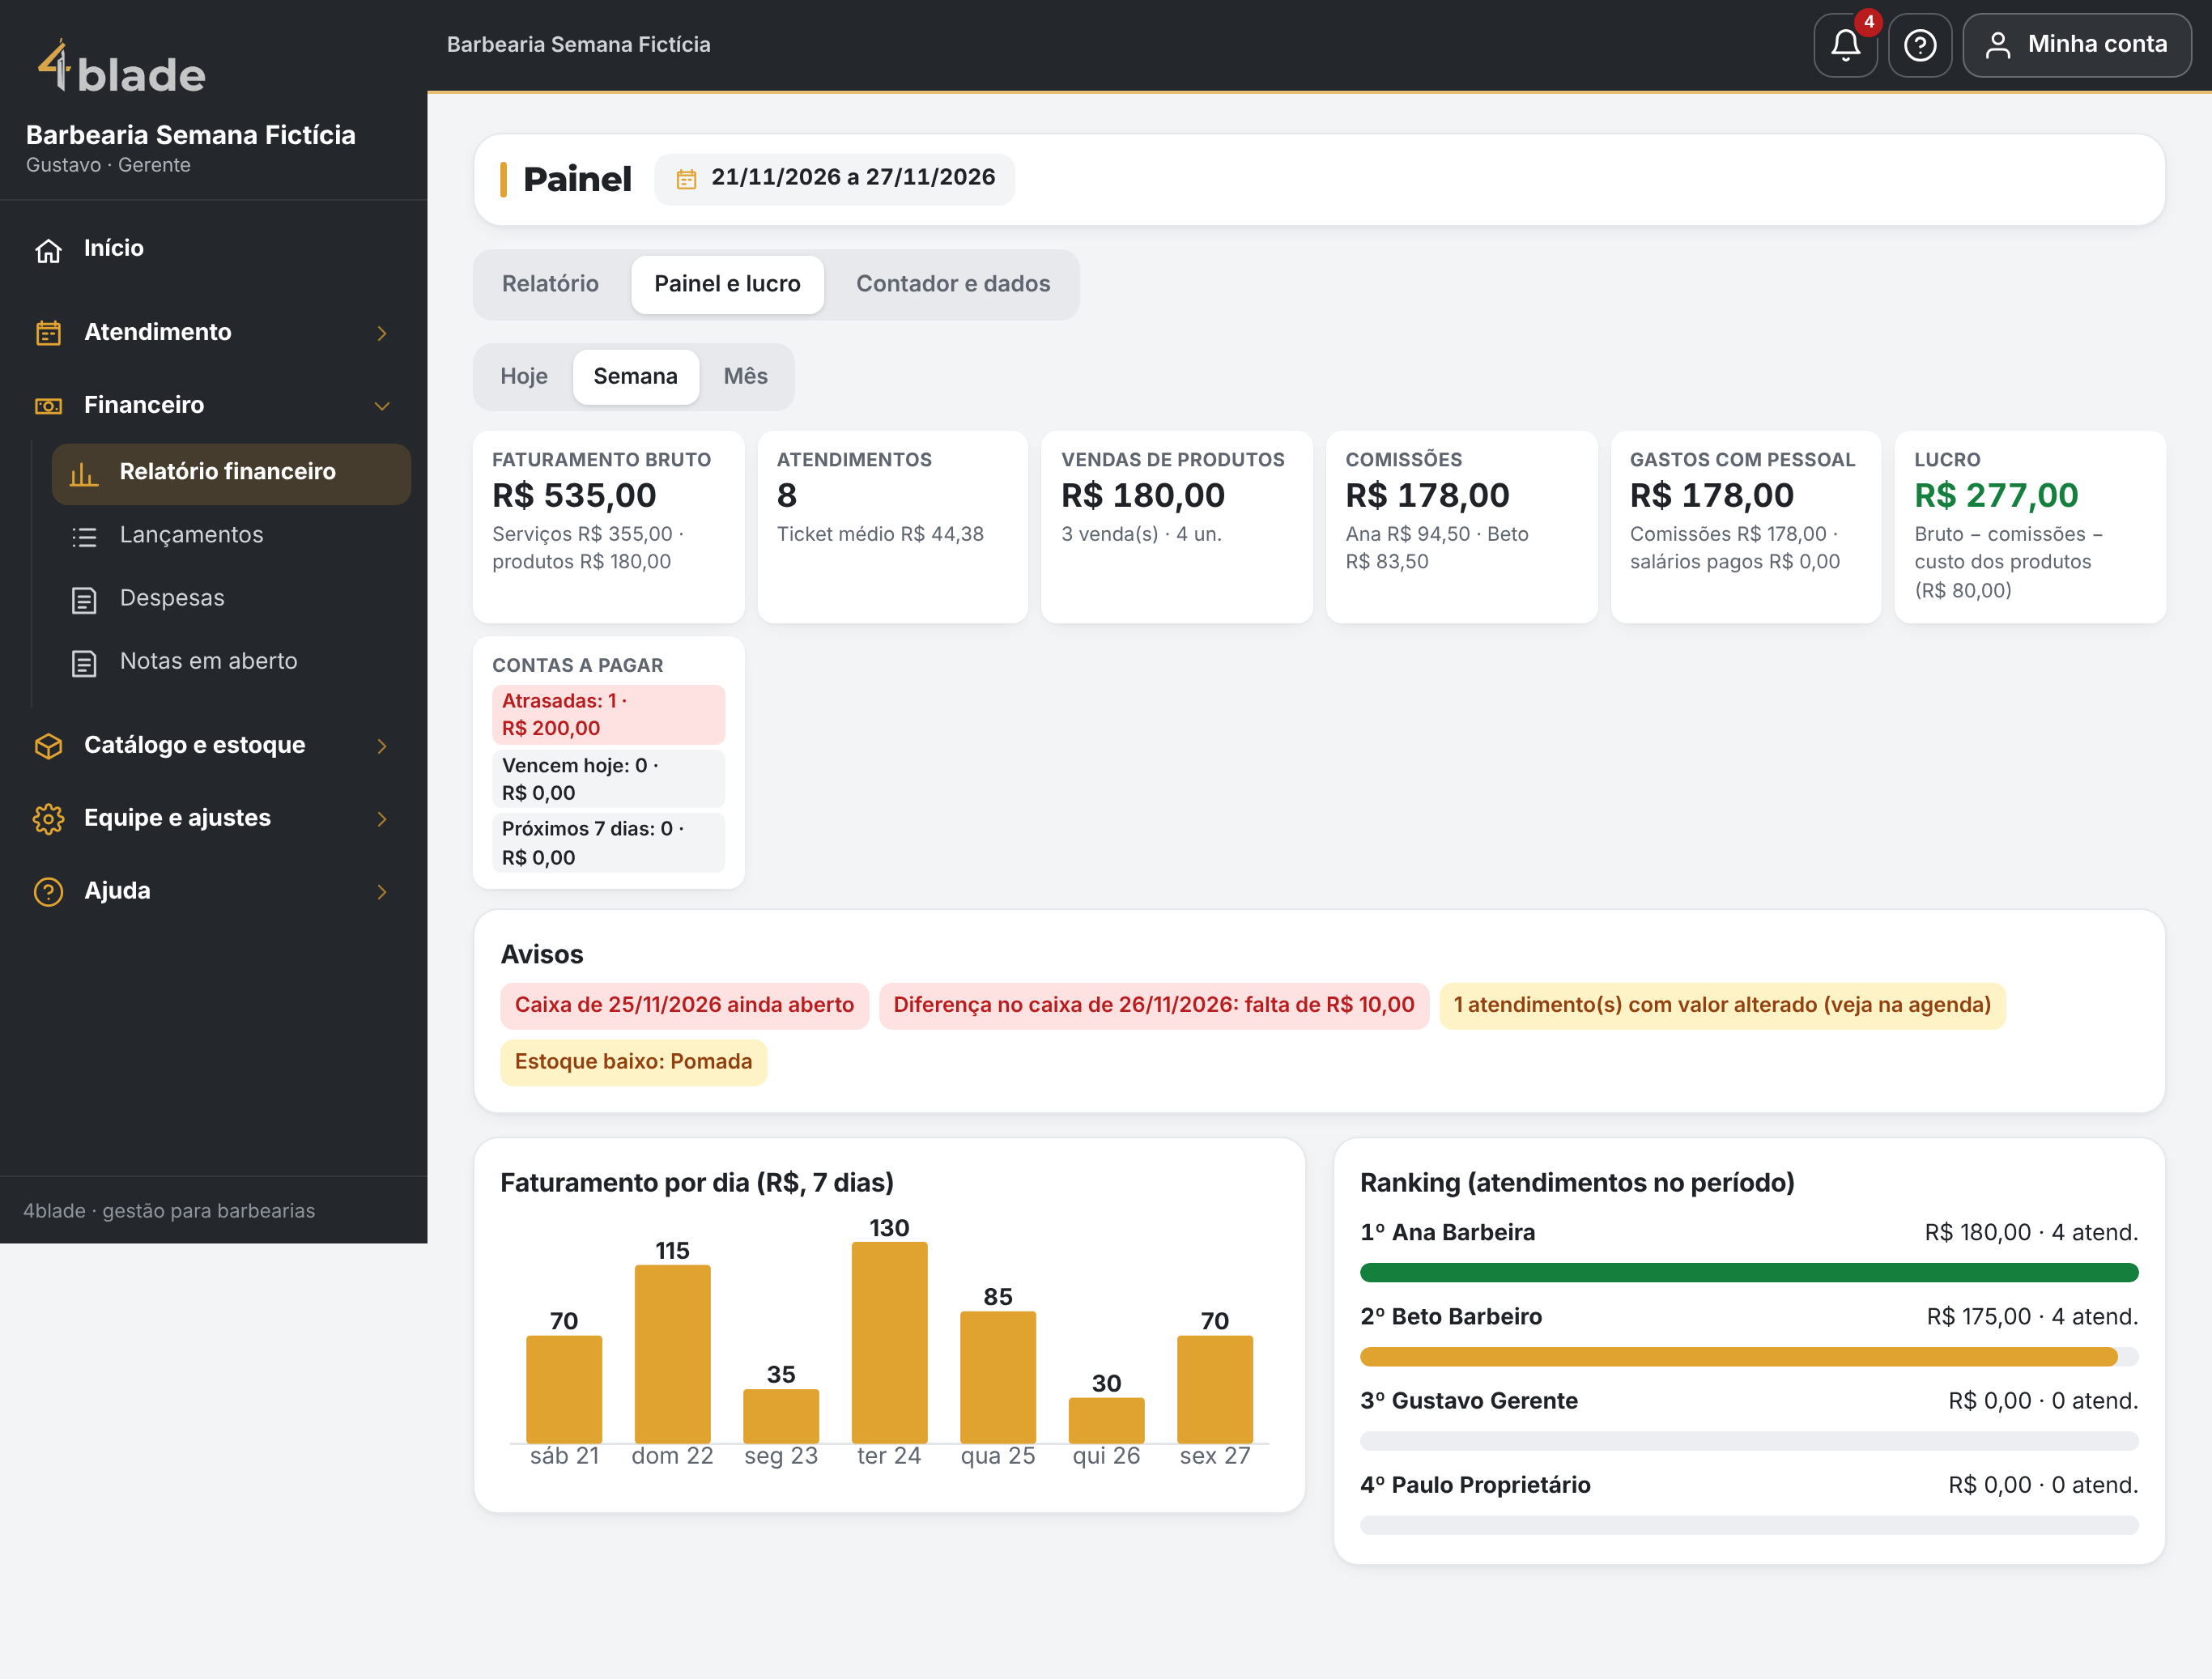 4blade
Barbearia Semana Fictícia
Gustavo · Gerente
Início
Atendimento
Financeiro
Relatório financeiro
Lançamentos
Despesas
Notas em aberto
Catálogo e estoque
Equipe e ajustes
Ajuda
4blade · gestão para barbearias
Barbearia Semana Fictícia
4
Minha conta
Painel
21/11/2026 a 27/11/2026
Relatório
Painel e lucro
Contador e dados
Hoje
Semana
Mês
FATURAMENTO BRUTO
R$ 535,00
Serviços R$ 355,00 ·
produtos R$ 180,00
ATENDIMENTOS
8
Ticket médio R$ 44,38
VENDAS DE PRODUTOS
R$ 180,00
3 venda(s) · 4 un.
COMISSÕES
R$ 178,00
Ana R$ 94,50 · Beto
R$ 83,50
GASTOS COM PESSOAL
R$ 178,00
Comissões R$ 178,00 ·
salários pagos R$ 0,00
LUCRO
R$ 277,00
Bruto − comissões −
custo dos produtos
(R$ 80,00)
CONTAS A PAGAR
Atrasadas: 1 ·
R$ 200,00
Vencem hoje: 0 ·
R$ 0,00
Próximos 7 dias: 0 ·
R$ 0,00
Avisos
Caixa de 25/11/2026 ainda aberto
Diferença no caixa de 26/11/2026: falta de R$ 10,00
1 atendimento(s) com valor alterado (veja na agenda)
Estoque baixo: Pomada
Faturamento por dia (R$, 7 dias)
70
115
35
130
85
30
70
sáb 21
dom 22
seg 23
ter 24
qua 25
qui 26
sex 27
Ranking (atendimentos no período)
1º Ana Barbeira
R$ 180,00 · 4 atend.
2º Beto Barbeiro
R$ 175,00 · 4 atend.
3º Gustavo Gerente
R$ 0,00 · 0 atend.
4º Paulo Proprietário
R$ 0,00 · 0 atend.